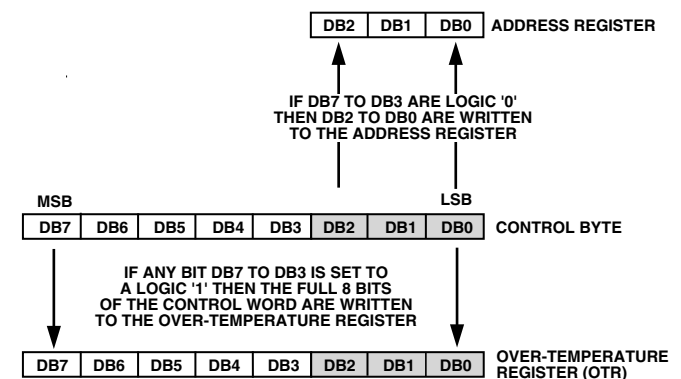 DB2 DB1 DB0 ADDRESS REGISTER
IF DB7 TO DB3 ARE LOGIC '0'
THEN DB2 TO DB0 ARE WRITTEN
TO THE ADDRESS REGISTER
MSB LSB
DB7 DB6 DB5 DB4 DB3 DB2 DB1 DB0 CONTROL BYTE
IF ANY BIT DB7 TO DB3 IS SET TO
A LOGIC '1' THEN THE FULL 8 BITS
OF THE CONTROL WORD ARE WRITTEN
TO THE OVER-TEMPERATURE REGISTER
DB7 DB6 DB5 DB4 DB3 DB2 DB1 DB0 OVER-TEMPERATURE
REGISTER (OTR)